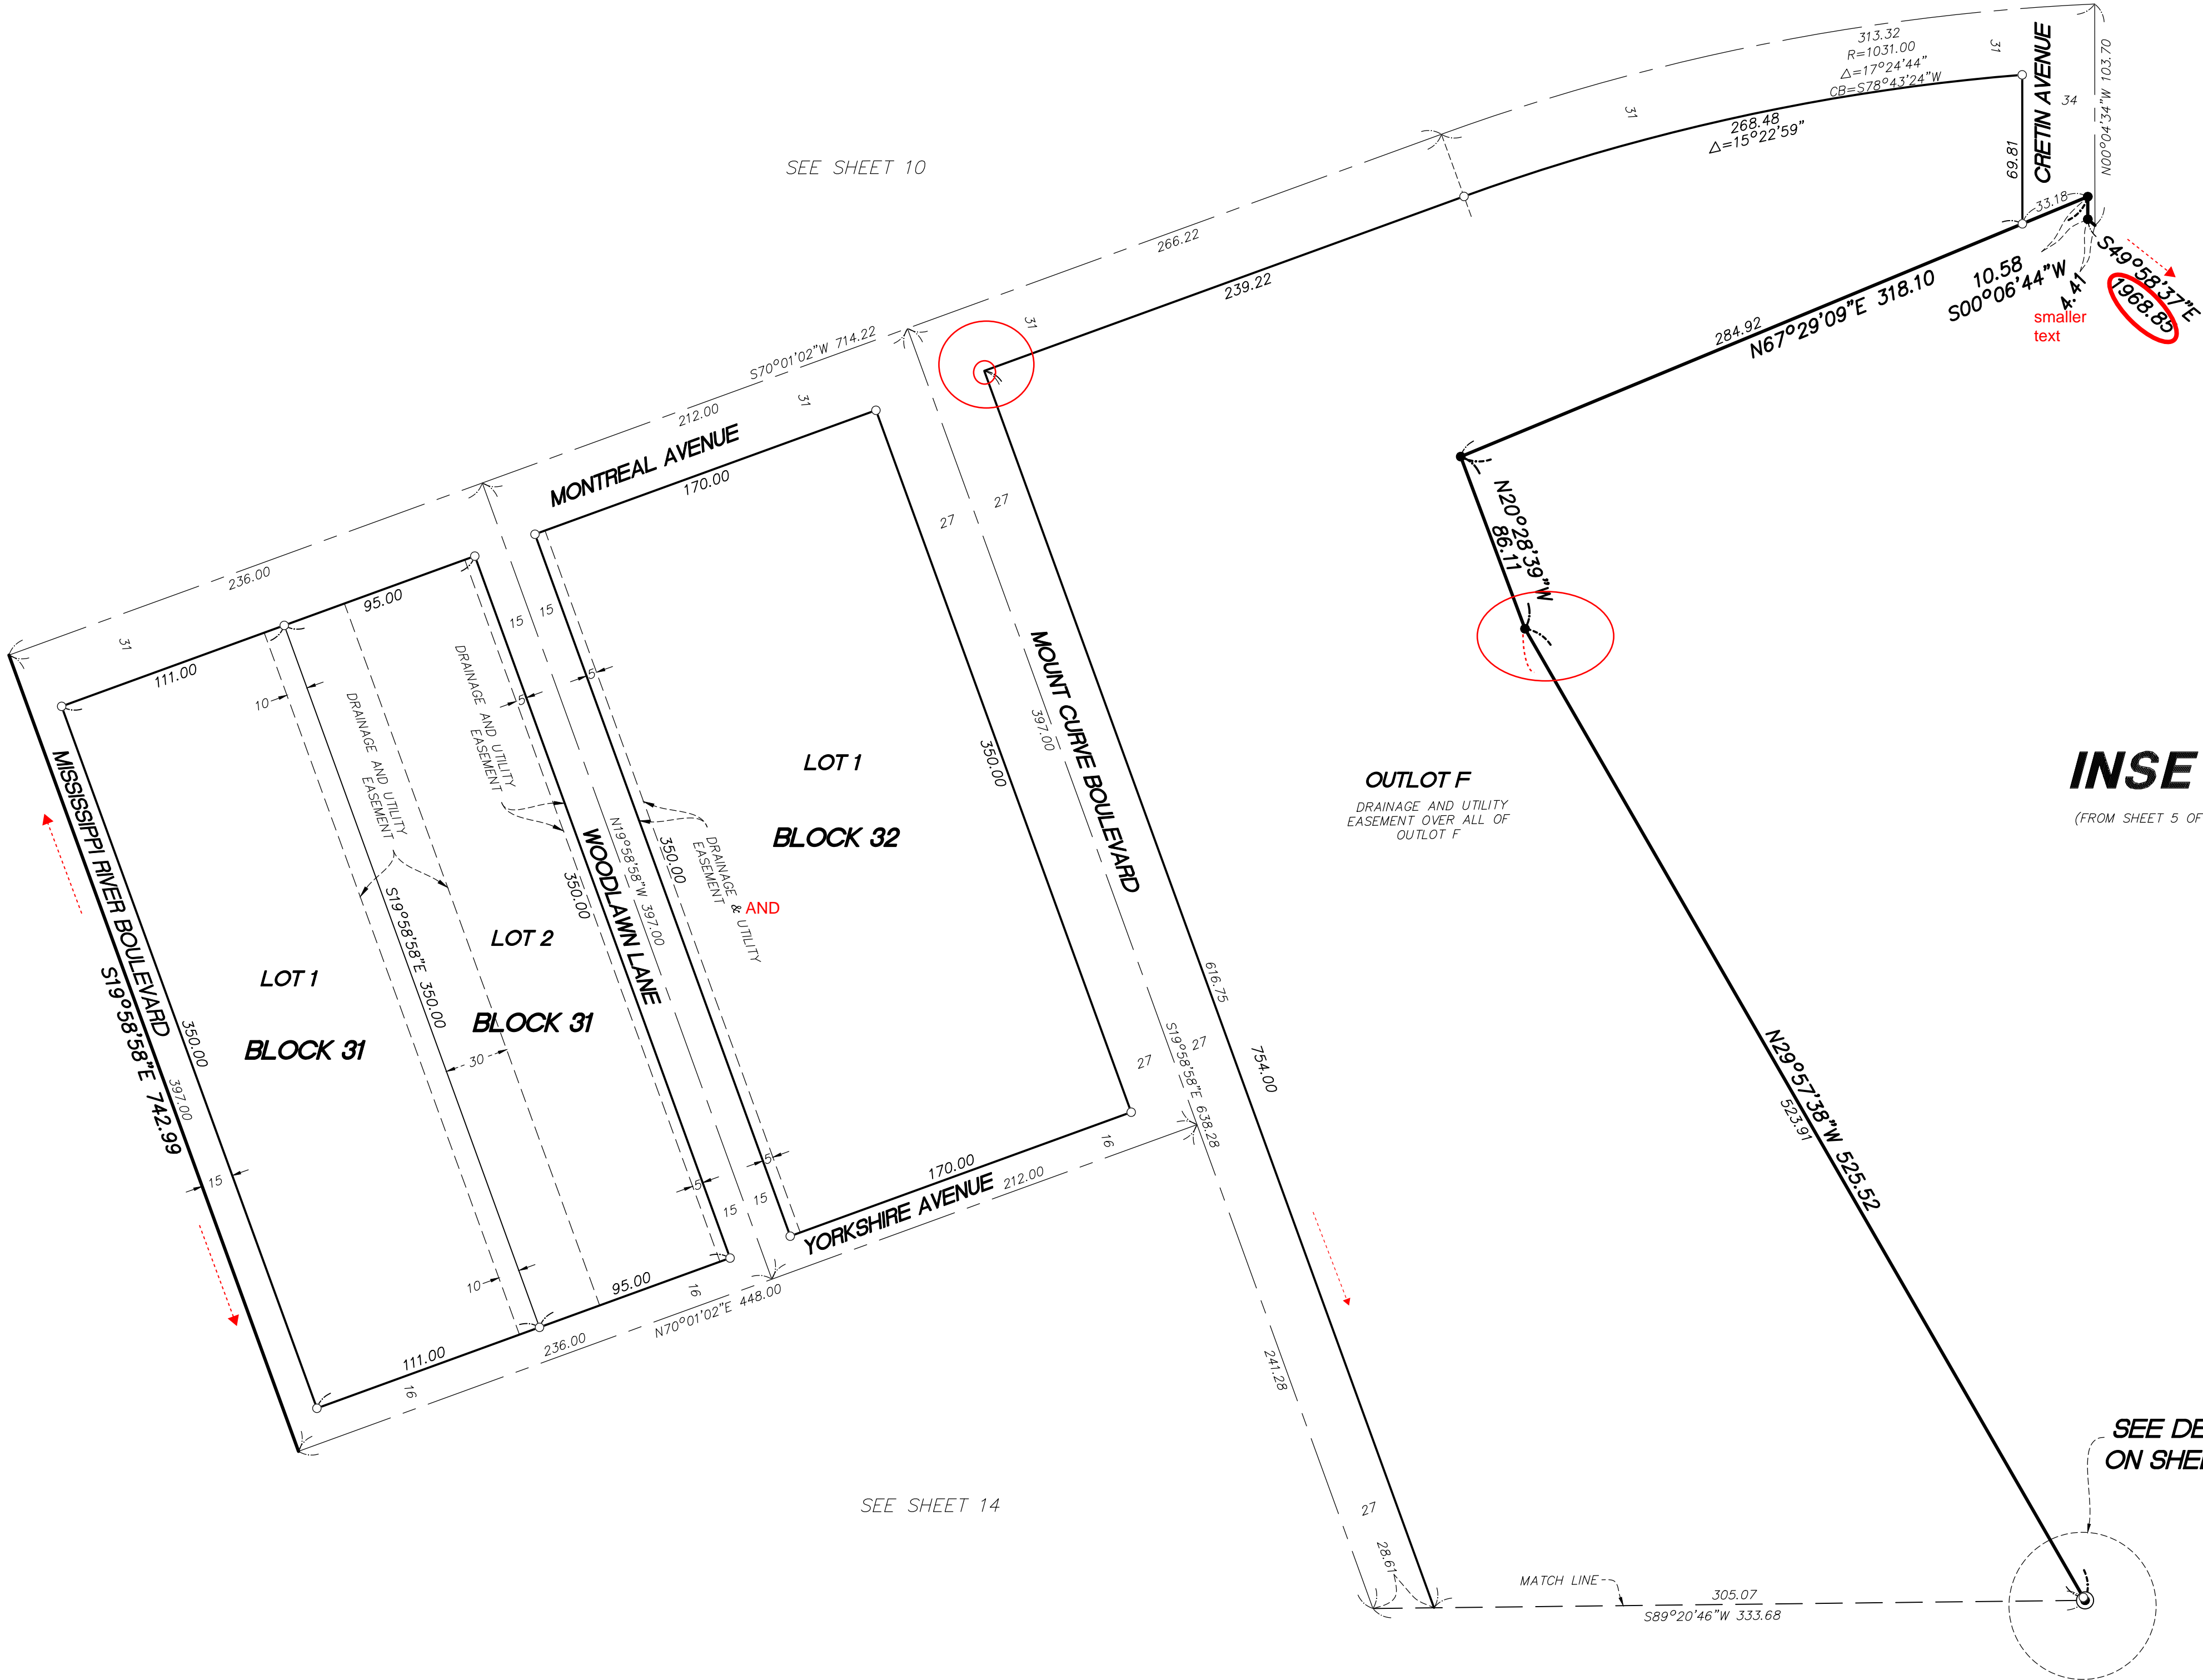 313.32
R=1031.00
△=17°24'44"
CB=S78°43'24"W
31
CRETIN AVENUE
34
N00°04'34"W 103.70
31
268.48
△=15°22'59"
69.81
33.18
SEE SHEET 10
266.22
239.22
S49°58'37"E
1968.85
10.58
S00°06'44"W
4.41
smaller
text
284.92
N67°29'09"E 318.10
31
S70°01'02"W 714.22
212.00
31
MONTREAL AVENUE
170.00
27
27
N20°28'39"W
86.11
236.00
95.00
31
111.00
15
15
10
5
5
DRAINAGE AND UTILITY
EASEMENT
DRAINAGE AND UTILITY
EASEMENT
MOUNT CURVE BOULEVARD
397.00
350.00
LOT 1
BLOCK 32
OUTLOT F
DRAINAGE AND UTILITY
EASEMENT OVER ALL OF
OUTLOT F
INSE
(FROM SHEET 5 OF
MISSISSIPPI RIVER BOULEVARD
S19°58'58"E 742.99
350.00
397.00
15
LOT 1
BLOCK 31
S19°58'58"E 350.00
LOT 2
BLOCK 31
30
WOODLAWN LANE
350.00
N19°58'58"W 397.00
350.00
DRAINAGE & UTILITY
EASEMENT
AND
616.75
754.00
S19°58'58"E 638.28
27
27
N29°57'38"W 525.52
523.91
16
170.00
212.00
YORKSHIRE AVENUE
5
5
15
15
10
95.00
16
N70°01'02"E 448.00
236.00
111.00
16
241.28
SEE DE
ON SHE
SEE SHEET 14
27
28.61
MATCH LINE
305.07
S89°20'46"W 333.68